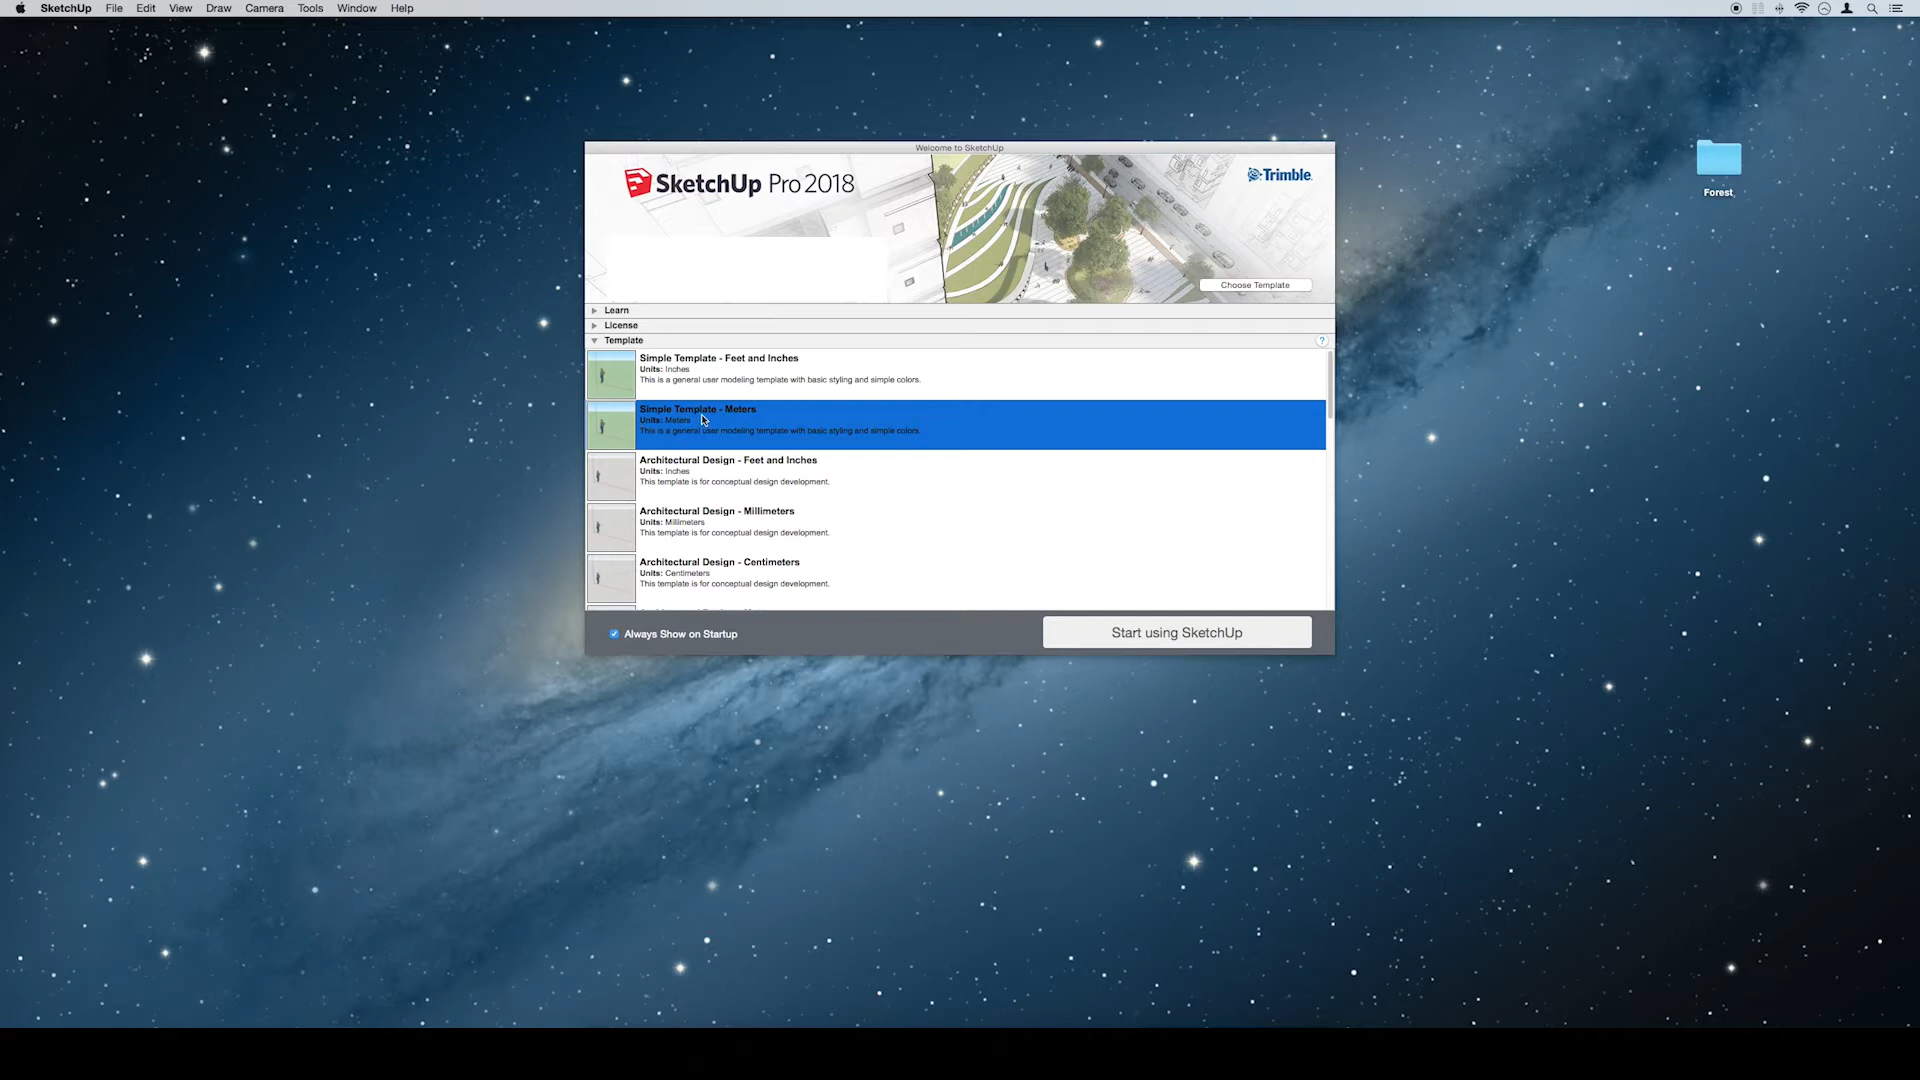 SketchUp File Edit View Draw Camera Tools Window Help
Welcome to SketchUp
SketchUp Pro 2018
Trimble
Forest
Choose Template
Learn
License
Template
?
Simple Template - Feet and Inches
Units: Inches
This is a general user modeling template with basic styling and simple colors.
Simple Template - Meters
Units: Meters
This is a general user modeling template with basic styling and simple colors.
Architectural Design - Feet and Inches
Units: Inches
This template is for conceptual design development.
Architectural Design - Millimeters
Units: Millimeters
This template is for conceptual design development.
Architectural Design - Centimeters
Units: Centimeters
This template is for conceptual design development.
Always Show on Startup
Start using SketchUp